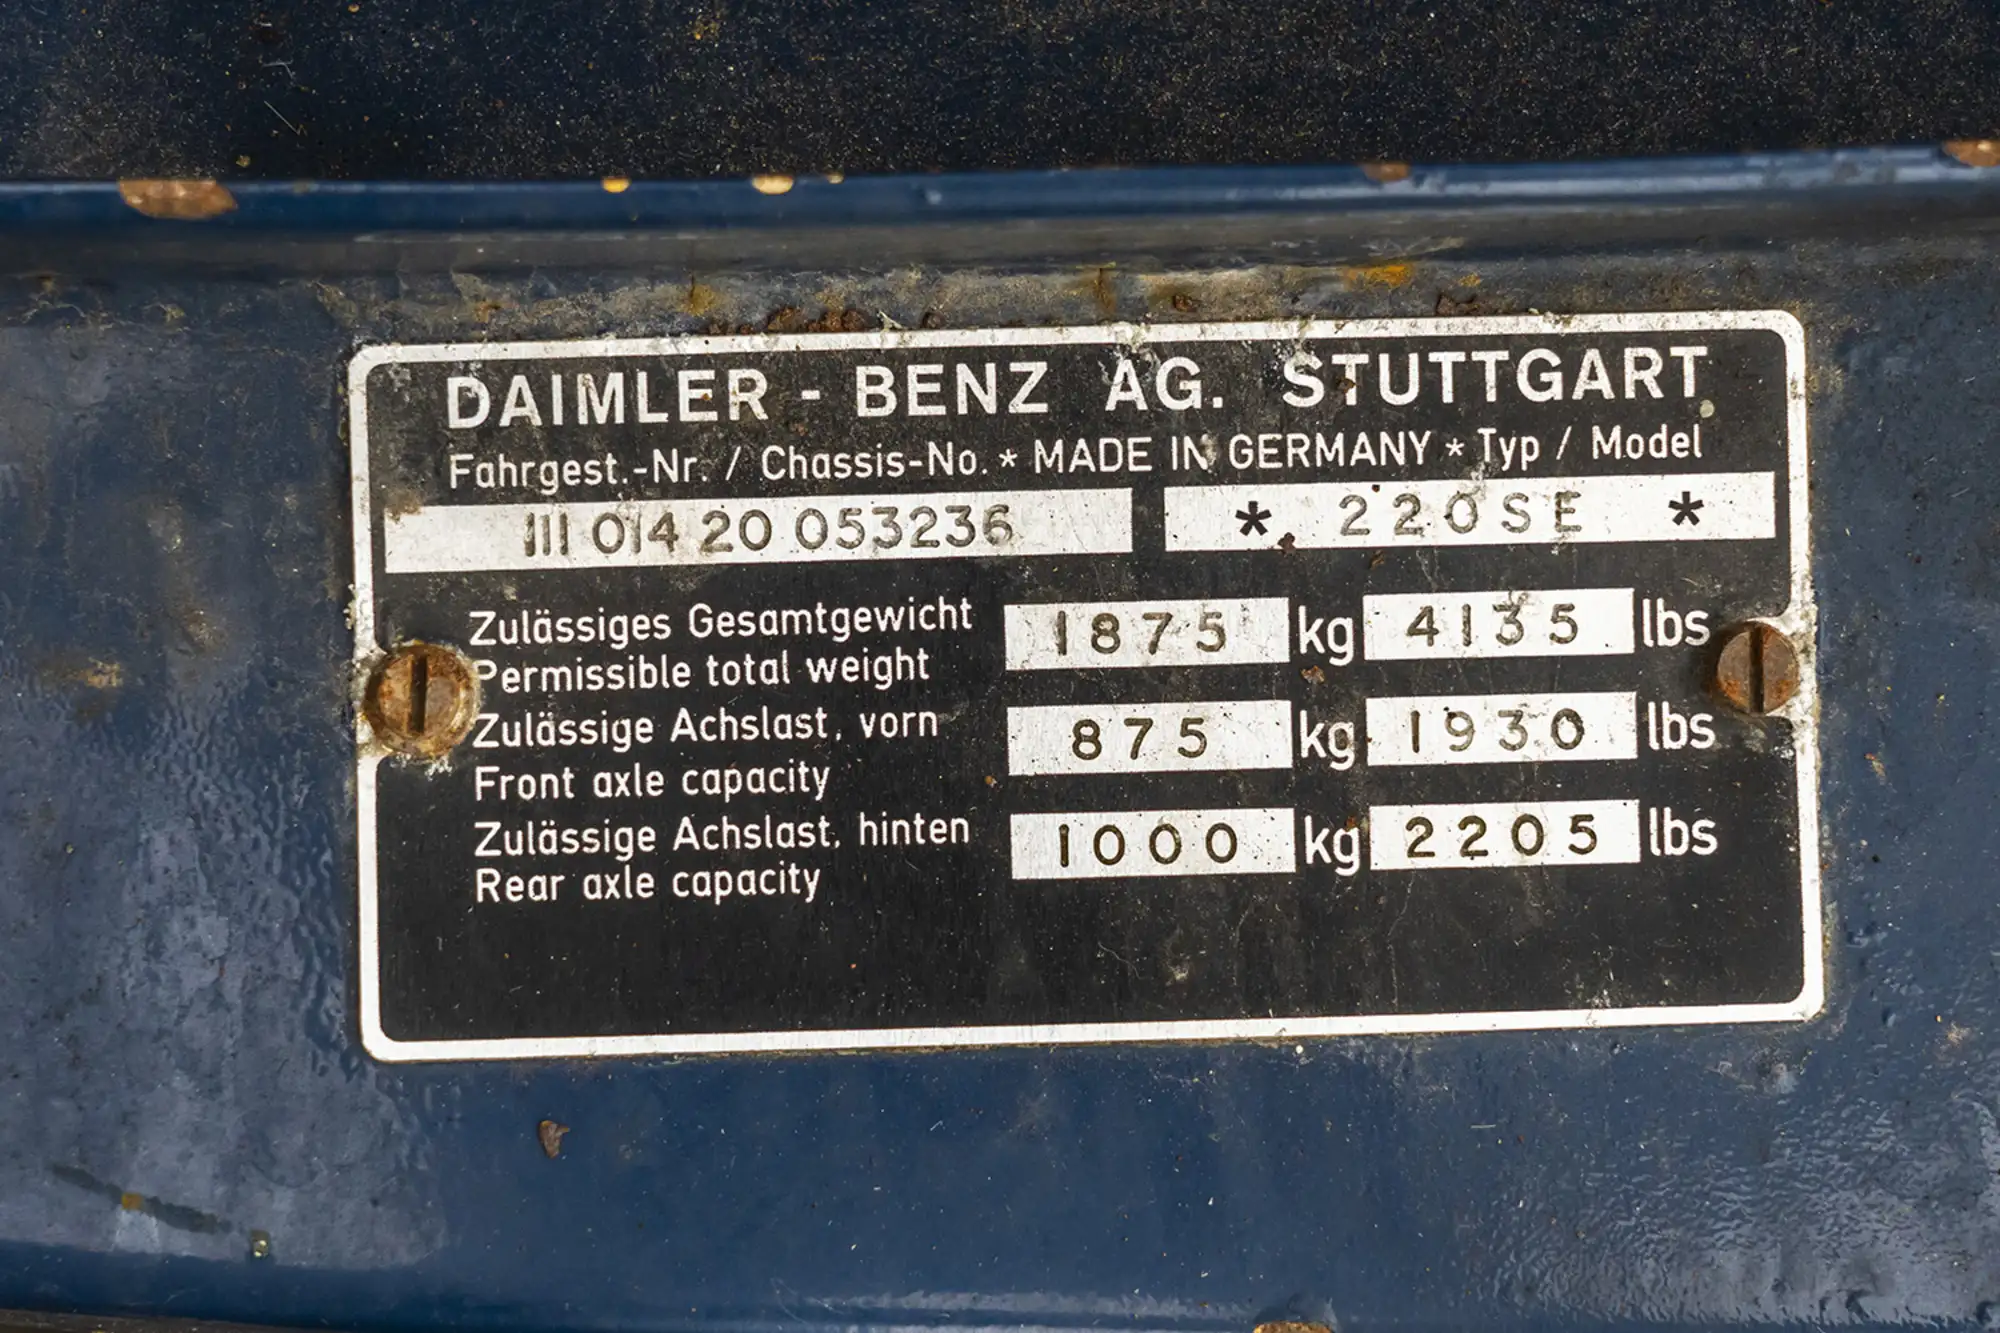 DAIMLER - BENZ AG. STUTTGART
Fahrgest.-Nr. / Chassis-No. * MADE IN GERMANY * Typ / Model
111 014 20 053236 * 220SE *
Zulässiges Gesamtgewicht 1875 kg 4135 lbs
Permissible total weight
Zulässige Achslast, vorn 875 kg 1930 lbs
Front axle capacity
Zulässige Achslast, hinten 1000 kg 2205 lbs
Rear axle capacity